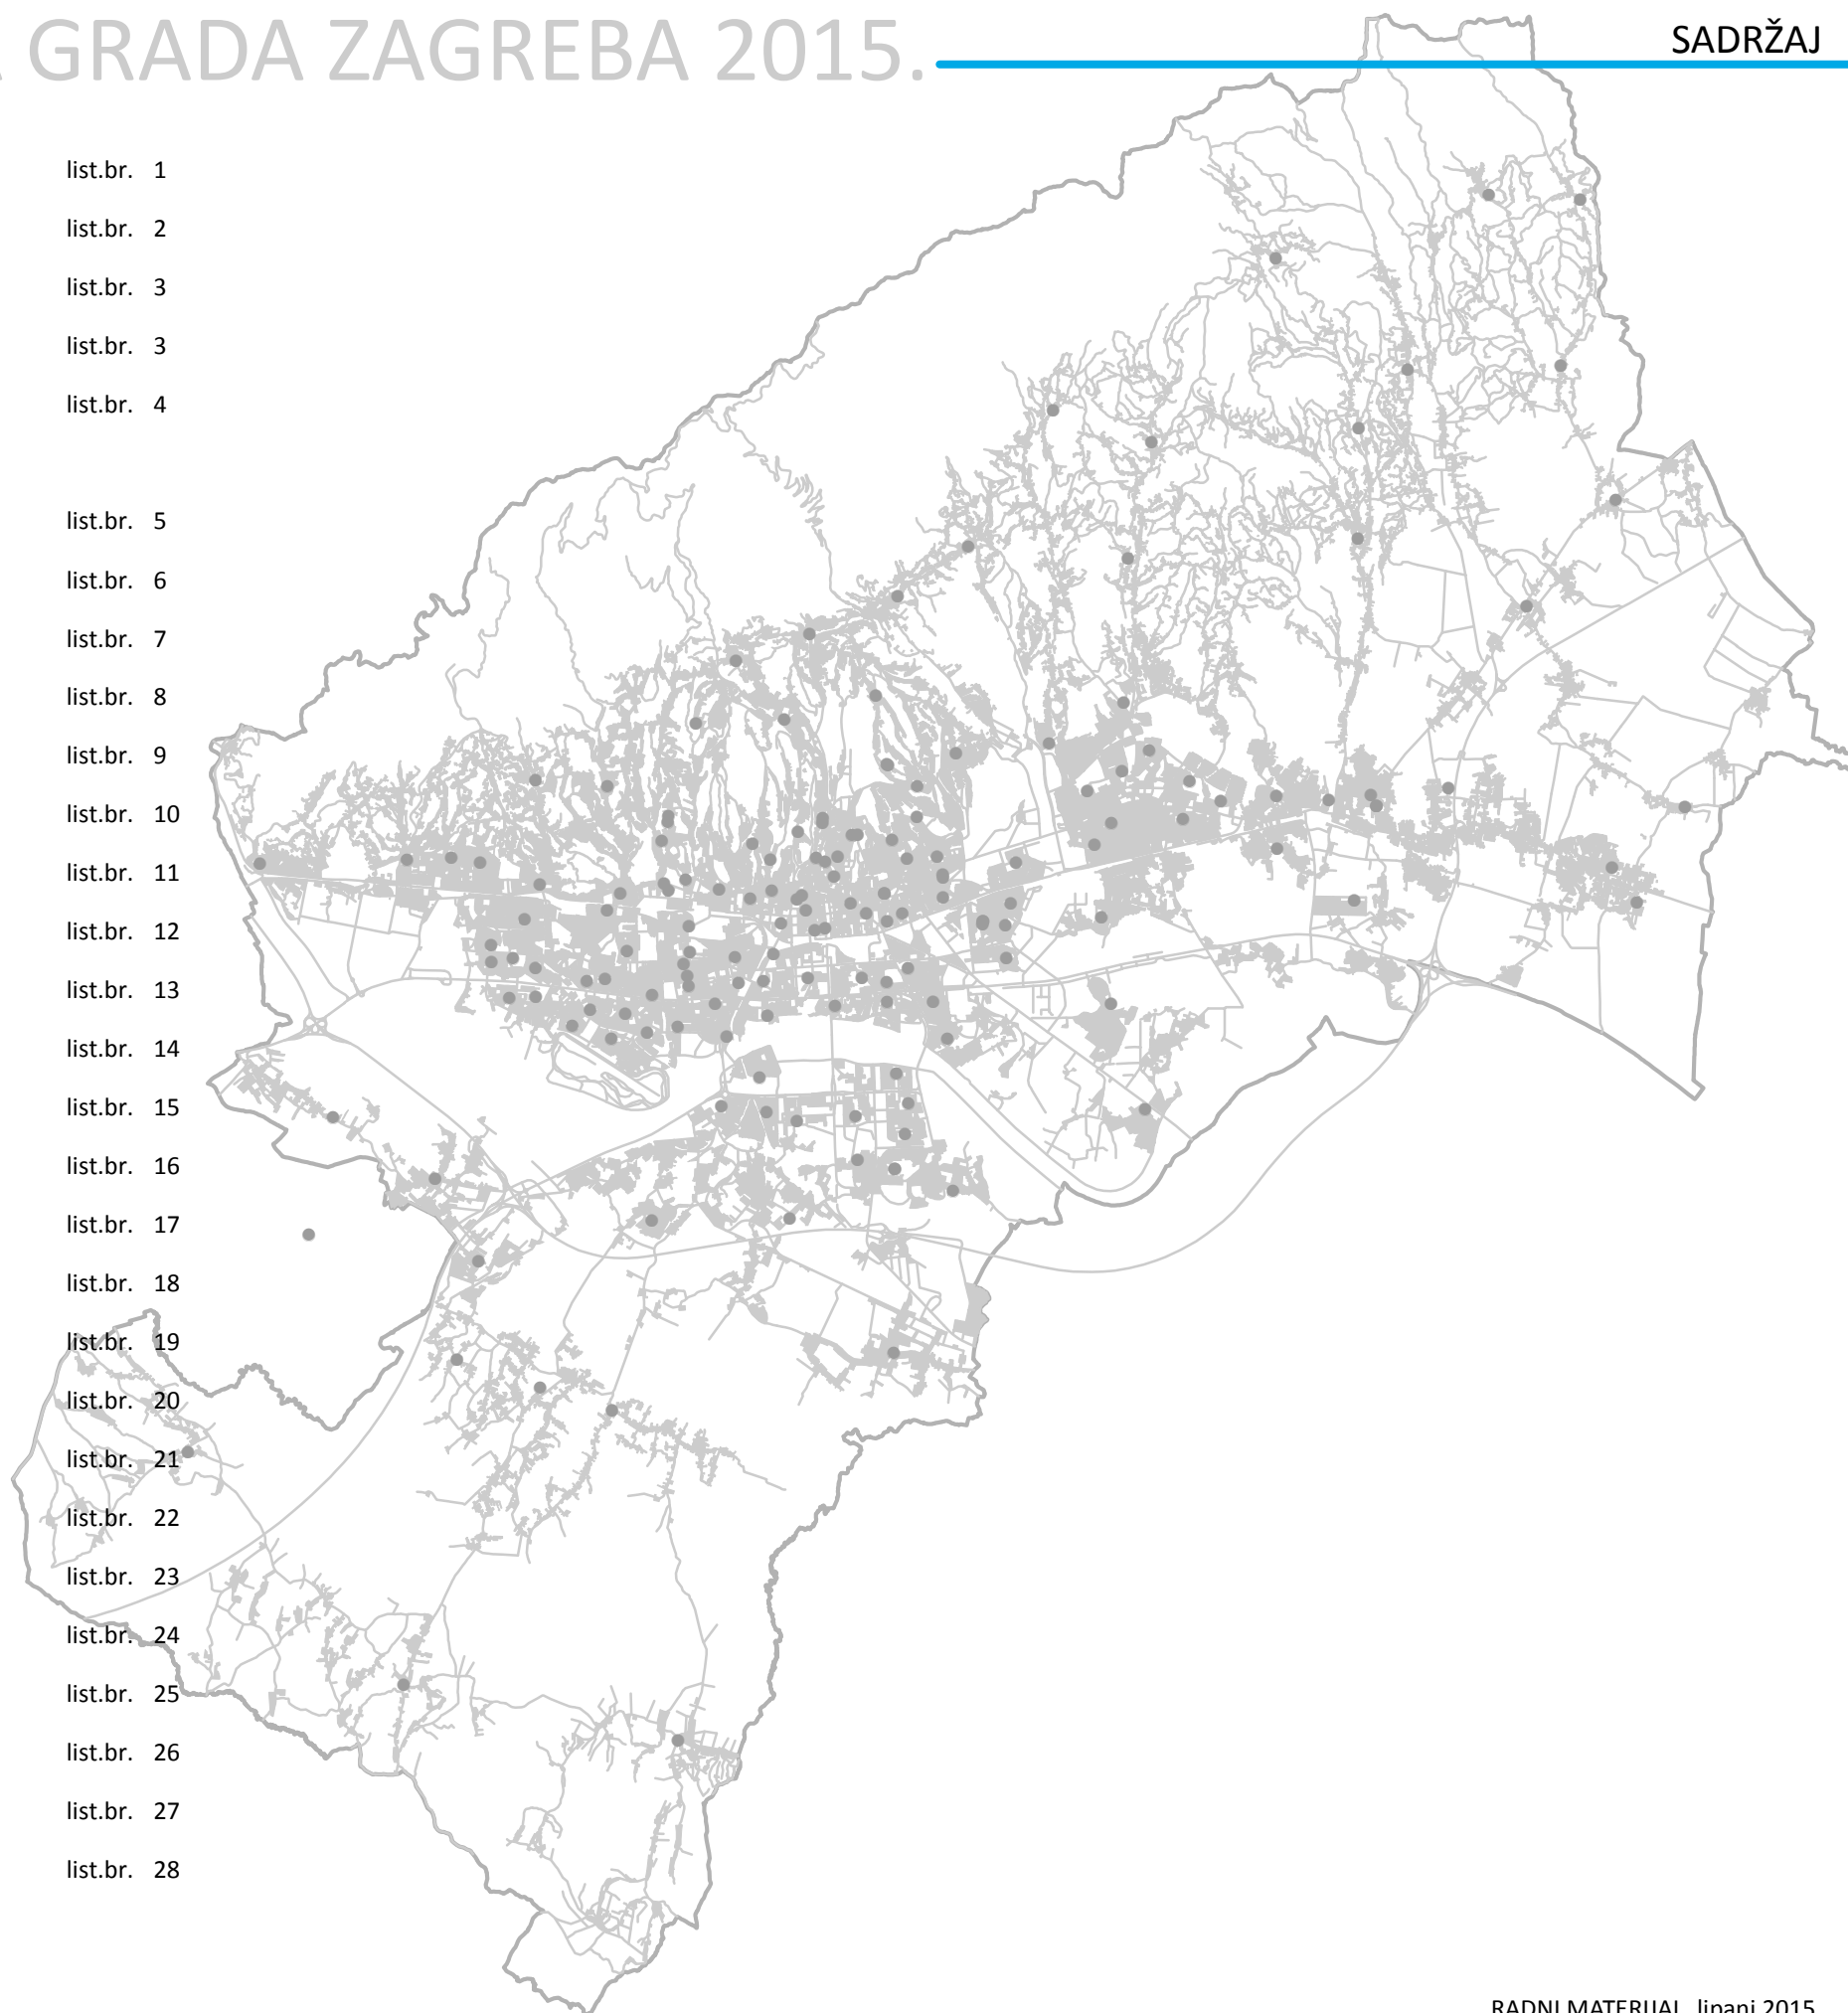 GRADA ZAGREBA 2015.
SADRŽAJ
list.br. 1
list.br. 2
list.br. 3
list.br. 3
list.br. 4
list.br. 5
list.br. 6
list.br. 7
list.br. 8
list.br. 9
list.br. 10
list.br. 11
list.br. 12
list.br. 13
list.br. 14
list.br. 15
list.br. 16
list.br. 17
list.br. 18
list.br. 19
list.br. 20
list.br. 21
list.br. 22
list.br. 23
list.br. 24
list.br. 25
list.br. 26
list.br. 27
list.br. 28
RADNI MATERIJAL, lipanj 2015.